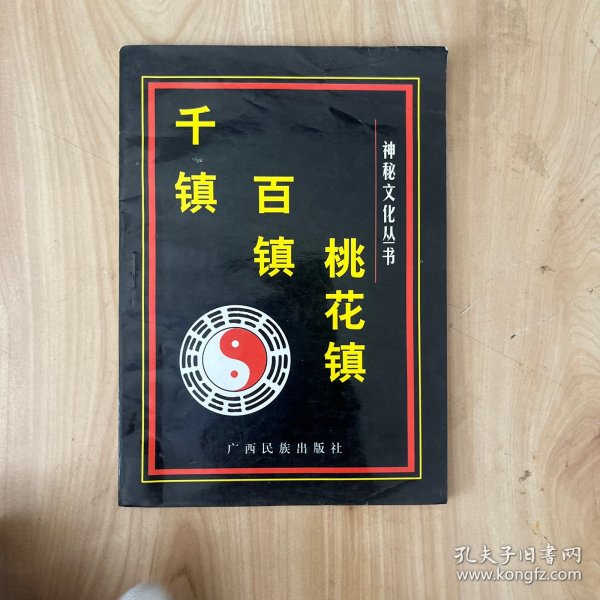 千镇
百镇
桃花镇
神秘文化丛书
广西民族出版社
孔夫子旧书网
www.kongfz.com